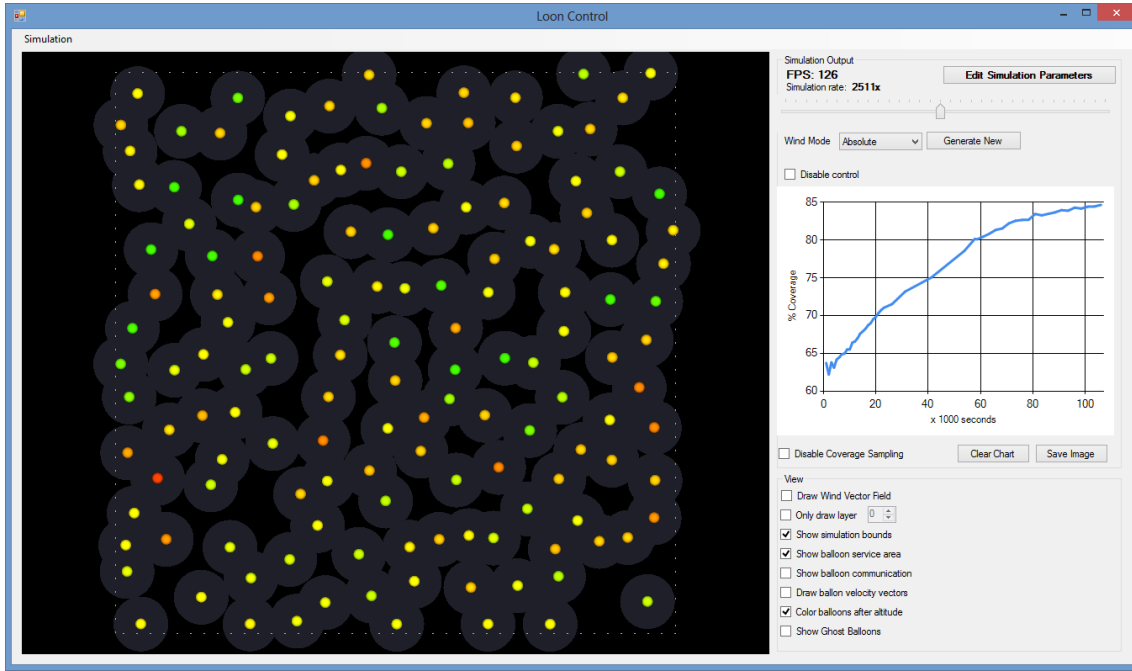 Loon Control
Simulation
Simulation Output
FPS: 126
Edit Simulation Parameters
Simulation rate: 2511x
Wind Mode Absolute Generate New
Disable control
85
80
75
70
65
60
% Coverage
0 20 40 60 80 100
x 1000 seconds
Disable Coverage Sampling Clear Chart Save Image
View
Draw Wind Vector Field
Only draw layer 0
Show simulation bounds
Show balloon service area
Show balloon communication
Draw ballon velocity vectors
Color balloons after altitude
Show Ghost Balloons